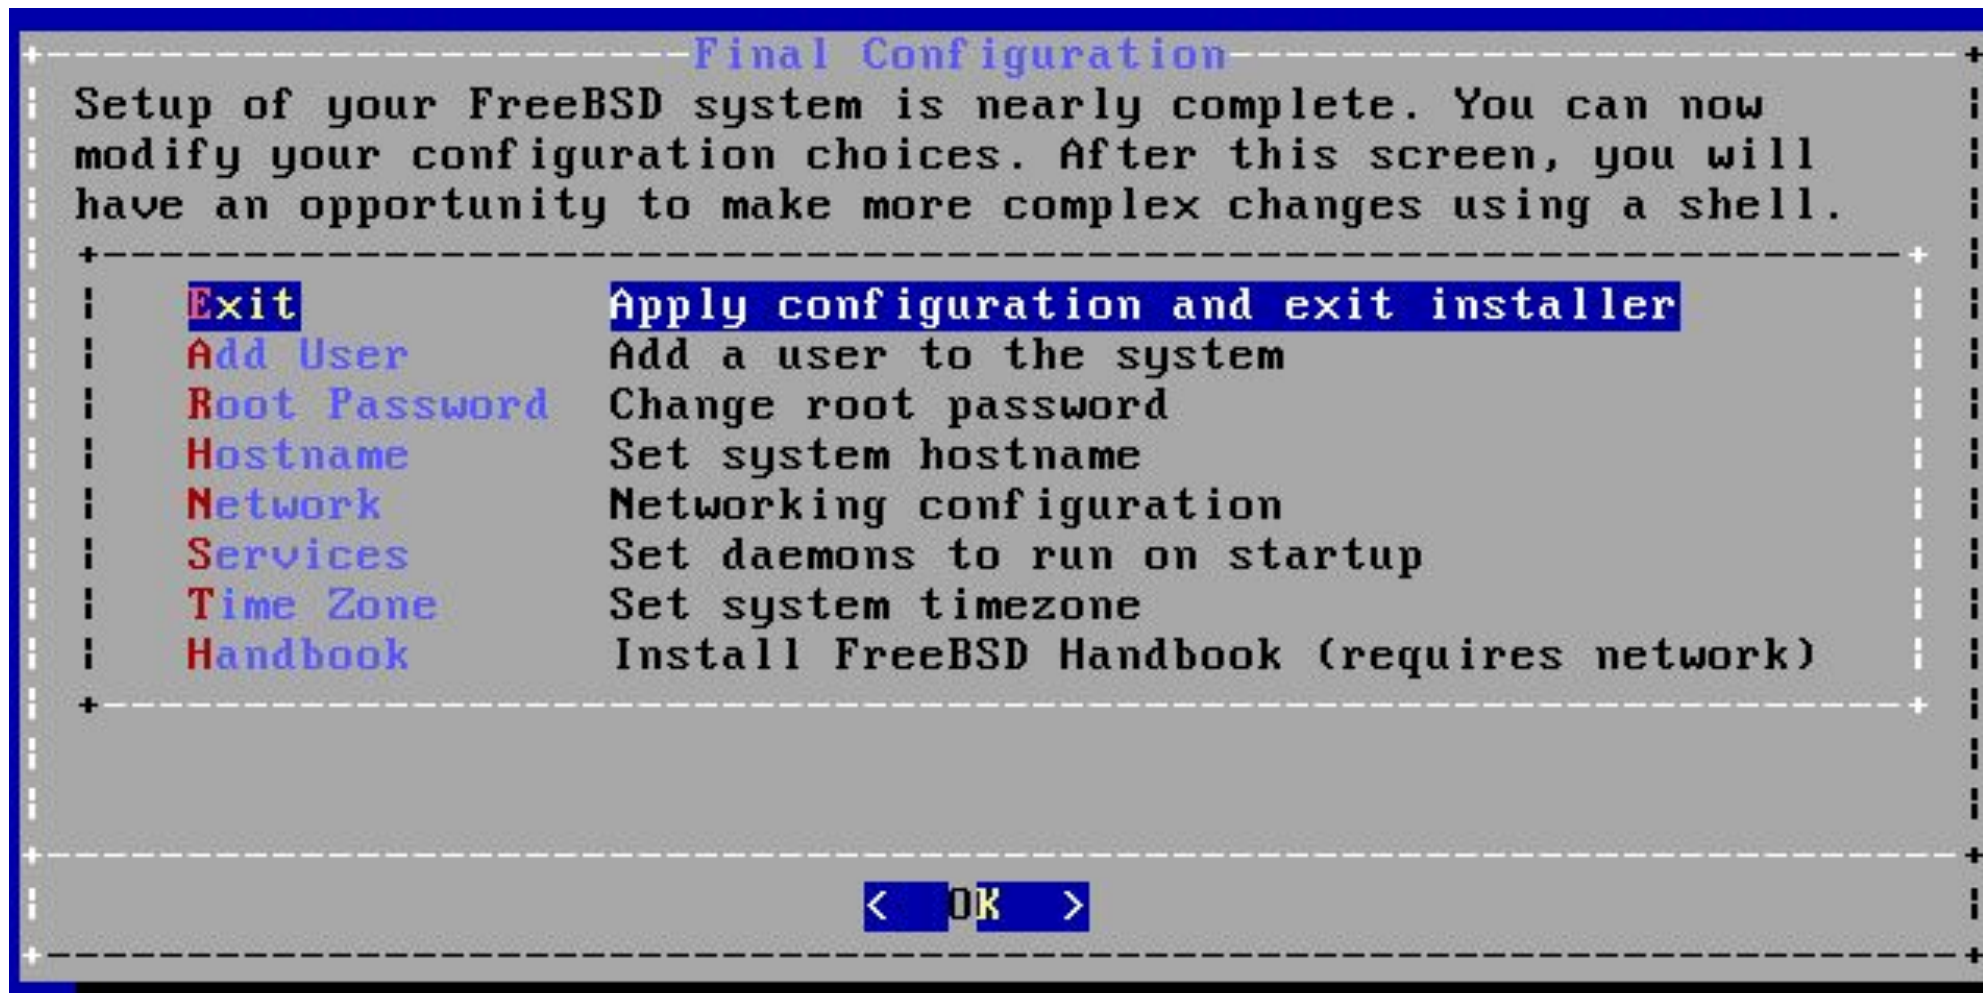 Final Configuration
Setup of your FreeBSD system is nearly complete. You can now
modify your configuration choices. After this screen, you will
have an opportunity to make more complex changes using a shell.
Exit Apply configuration and exit installer
Add User Add a user to the system
Root Password Change root password
Hostname Set system hostname
Network Networking configuration
Services Set daemons to run on startup
Time Zone Set system timezone
Handbook Install FreeBSD Handbook (requires network)
< OK >